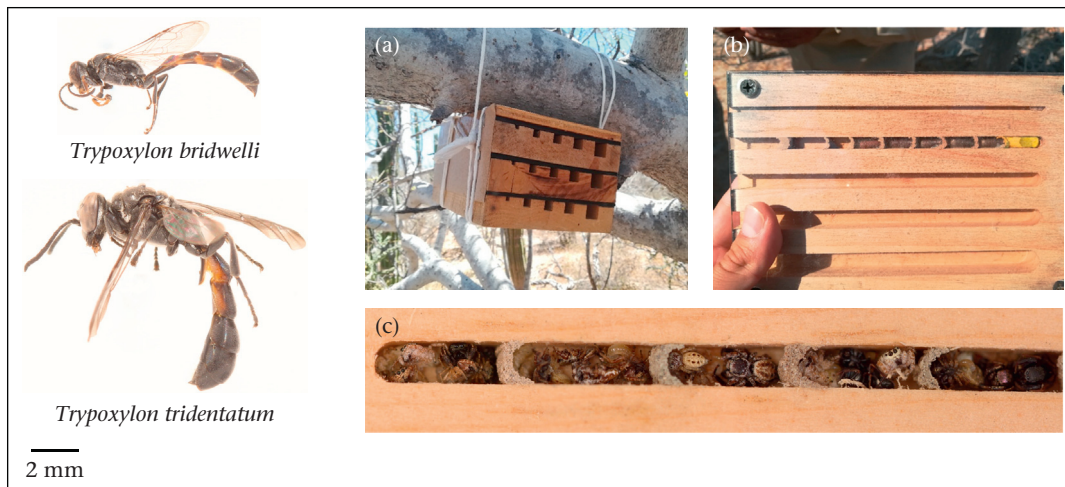 Trypoxylon bridwelli
Trypoxylon tridentatum
2 mm
(a)
(b)
(c)